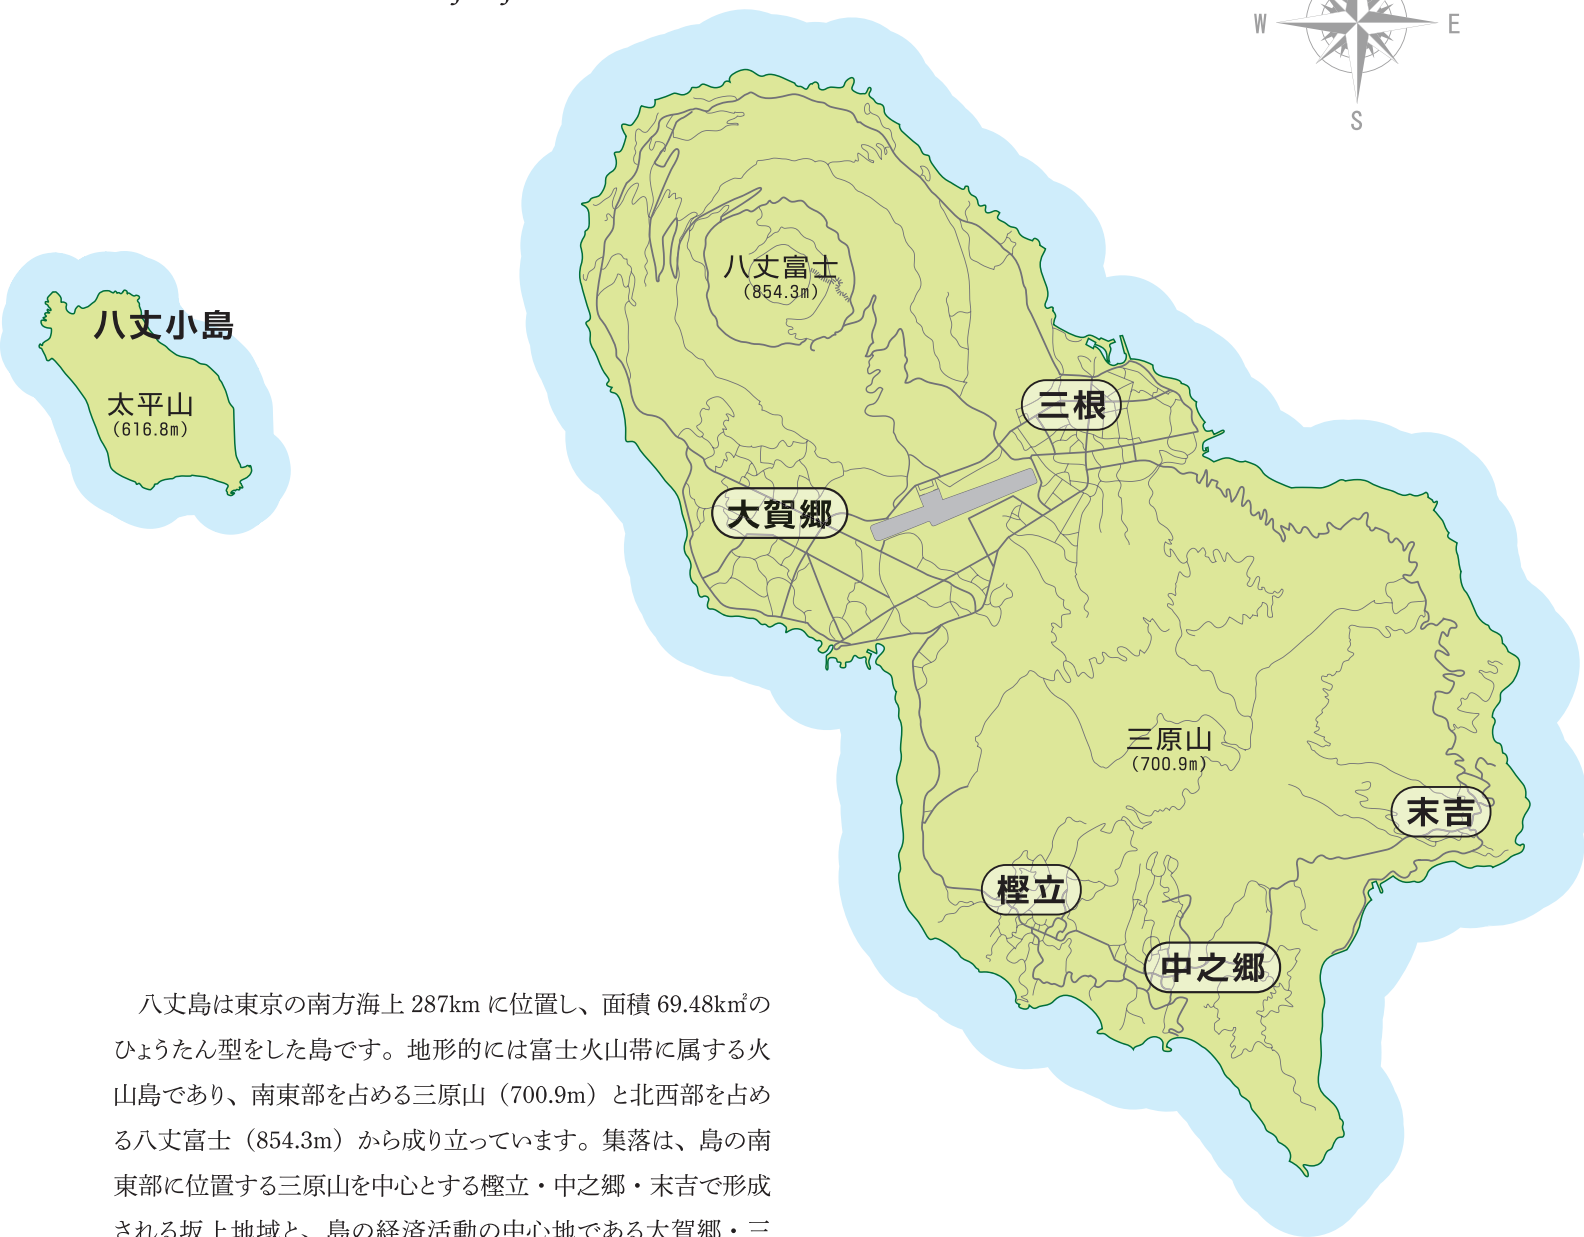 W E
S
八丈富士
（854.3m）
八丈小島
太平山
（616.8m）
三根
大賀郷
三原山
（700.9m）
末吉
樫立
中之郷
八丈島は東京の南方海上 287km に位置し、面積 69.48k㎡の
ひょうたん型をした島です。地形的には富士火山帯に属する火
山島であり、南東部を占める三原山（700.9m）と北西部を占め
る八丈富士（854.3m）から成り立っています。集落は、島の南
東部に位置する三原山を中心とする樫立・中之郷・末吉で形成
される坂上地域と、島の経済活動の中心地である大賀郷・三